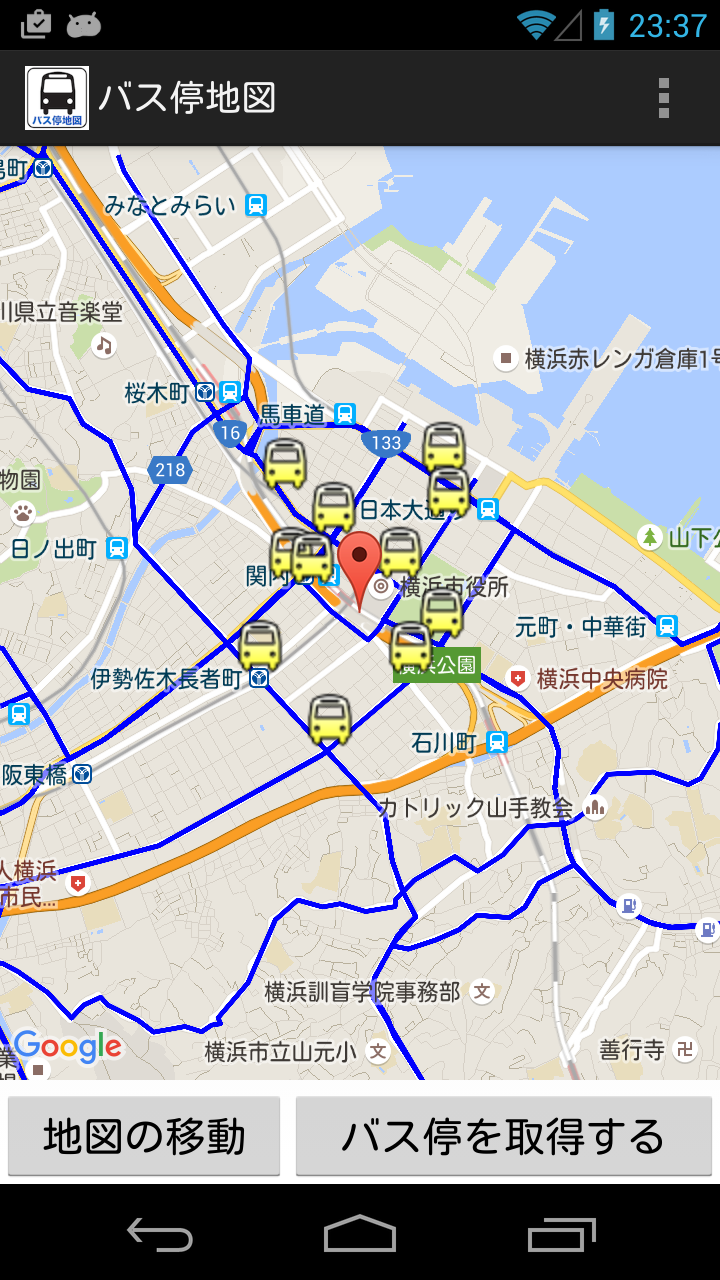 23:37
バス停地図
バス停地図
島町
みなとみらい
川県立音楽堂
横浜赤レンガ倉庫1号
桜木町
馬車道
16
133
218
物園
日本大通り
日ノ出町
山下公
関内
横浜市役所
元町・中華街
伊勢佐木長者町
横浜公園
横浜中央病院
石川町
阪東橋
カトリック山手教会
人横浜
市民...
横浜訓盲学院事務部
文
横浜市立山元小
文
善行寺
Google
業
地図の移動
バス停を取得する